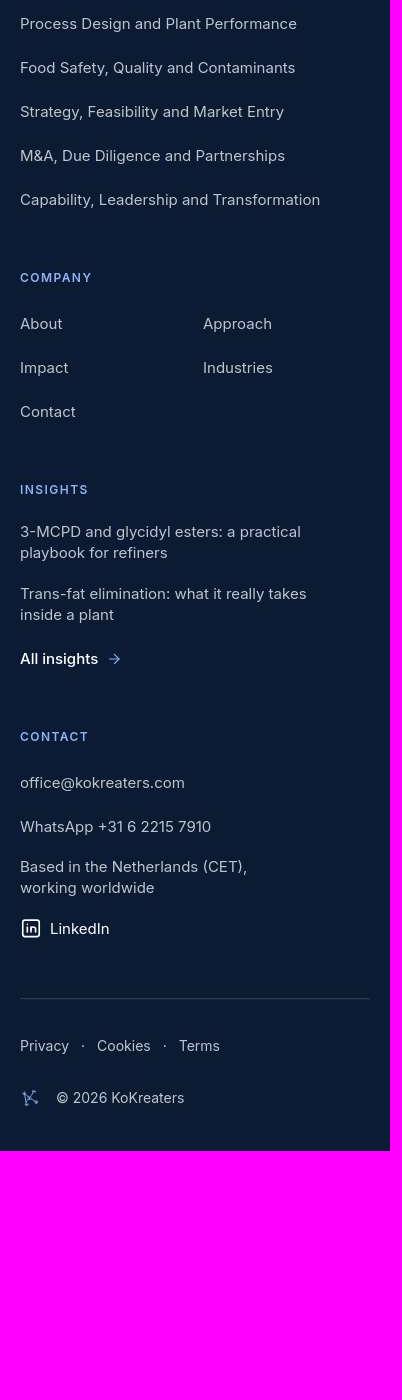 Process Design and Plant Performance
Food Safety, Quality and Contaminants
Strategy, Feasibility and Market Entry
M&A, Due Diligence and Partnerships
Capability, Leadership and Transformation
COMPANY
About
Approach
Impact
Industries
Contact
INSIGHTS
3-MCPD and glycidyl esters: a practical
playbook for refiners
Trans-fat elimination: what it really takes
inside a plant
All insights →
CONTACT
office@kokreaters.com
WhatsApp +31 6 2215 7910
Based in the Netherlands (CET),
working worldwide
in LinkedIn
Privacy · Cookies · Terms
© 2026 KoKreaters